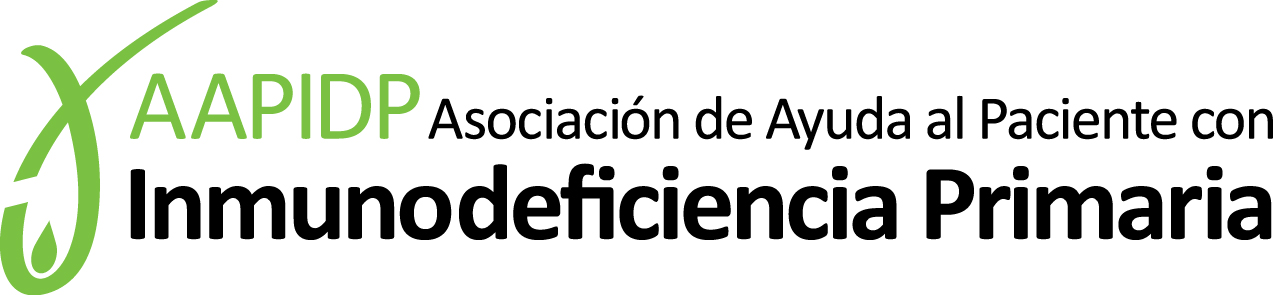 AAPIDP Asociación de Ayuda al Paciente con
Inmunodeficiencia Primaria